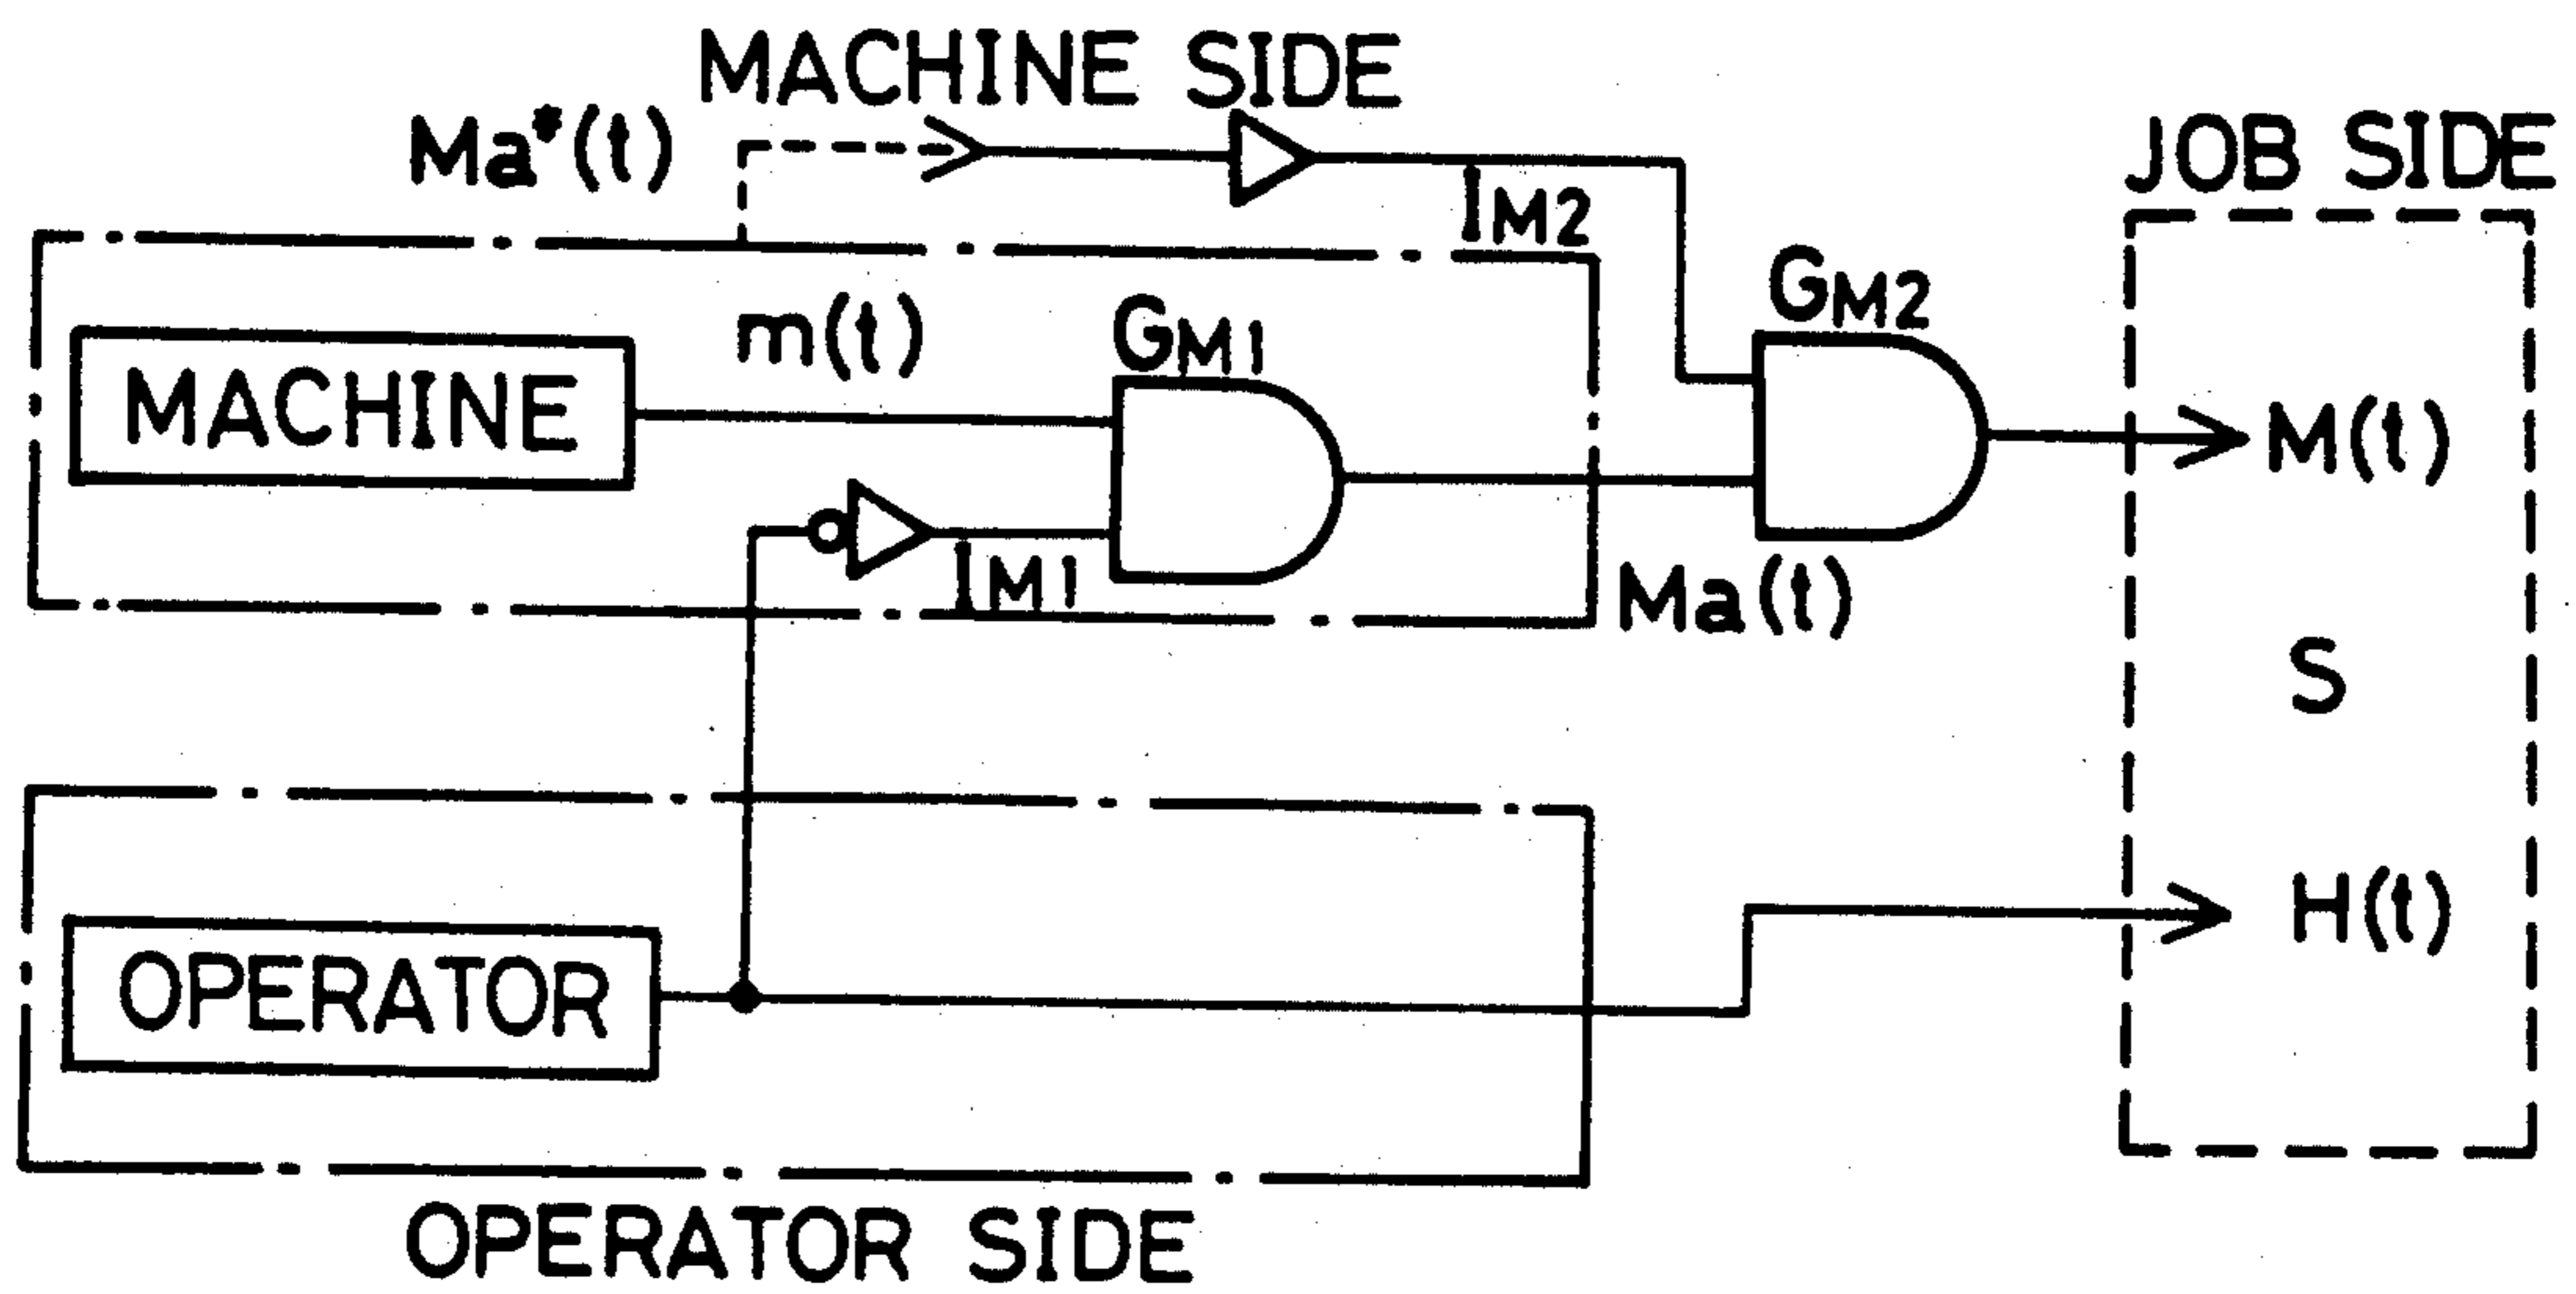 MACHINE SIDE
Ma*(t)
JOB SIDE
IM2
GM2
m(t)
GM1
MACHINE
M(t)
IM1
Ma(t)
S
H(t)
OPERATOR
OPERATOR SIDE